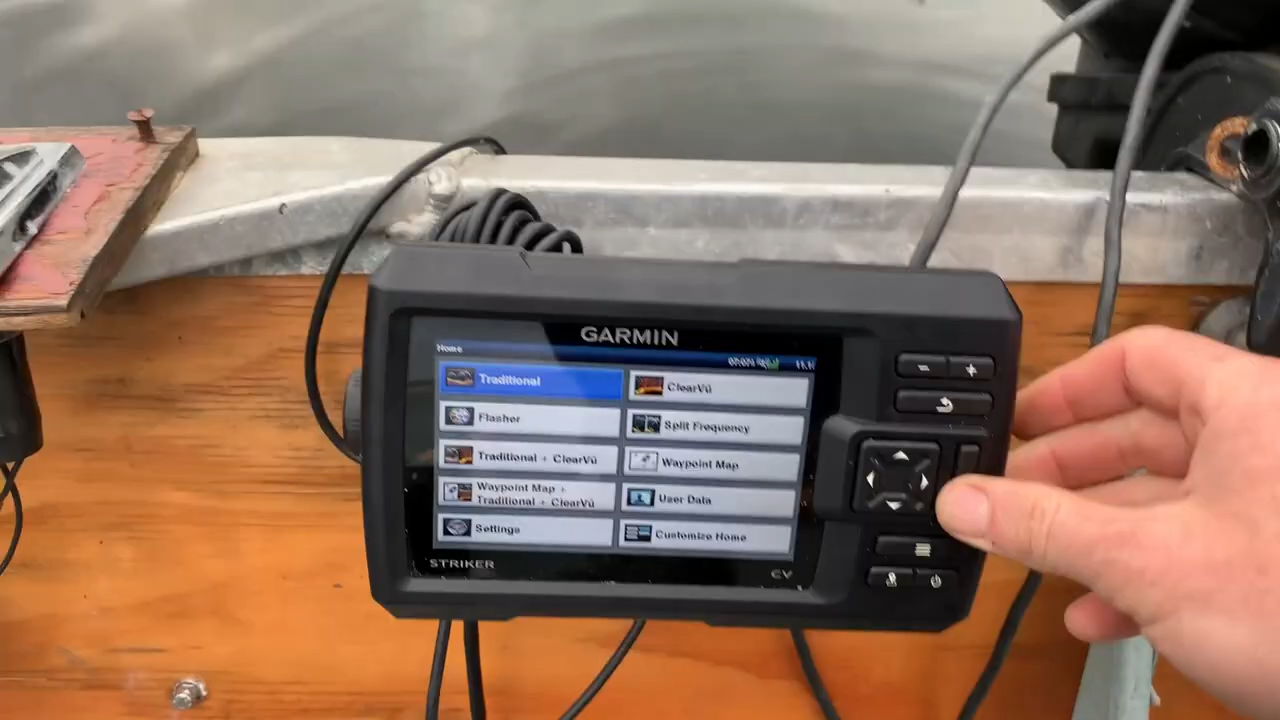 GARMIN
Home
Traditional
ClearVü
Flasher
Split Frequency
Traditional + ClearVü
Waypoint Map
Waypoint Map +
Traditional + ClearVü
User Data
Settings
Customize Home
STRIKER
CV